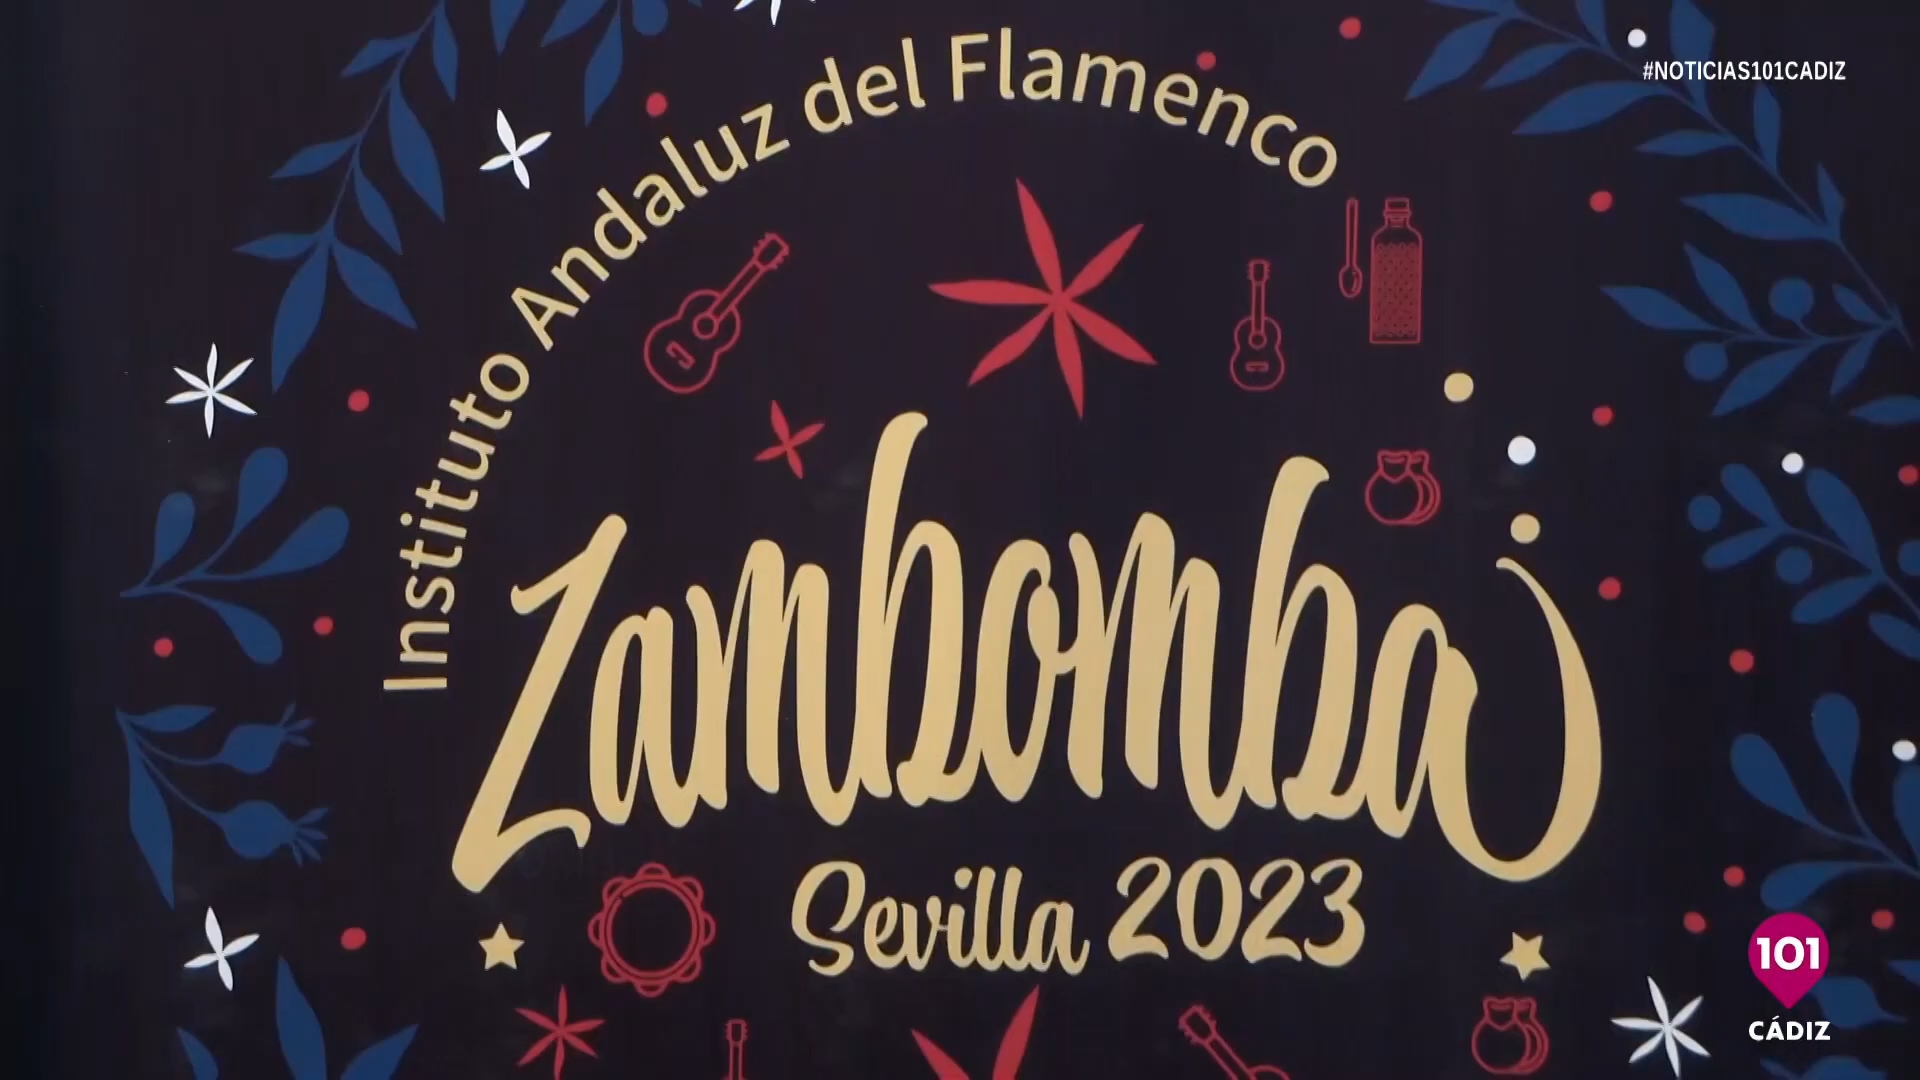 #NOTICIAS101CADIZ
Instituto Andaluz del Flamenco
Zambomba
Sevilla 2023
101
CÁDIZ